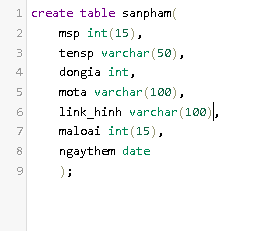 1 create table sanpham(
2 msp int(15),
3 tensp varchar(50),
4 dongia int,
5 mota varchar(100),
6 link_hinh varchar(100),
7 maloai int(15),
8 ngaythem date
9 );